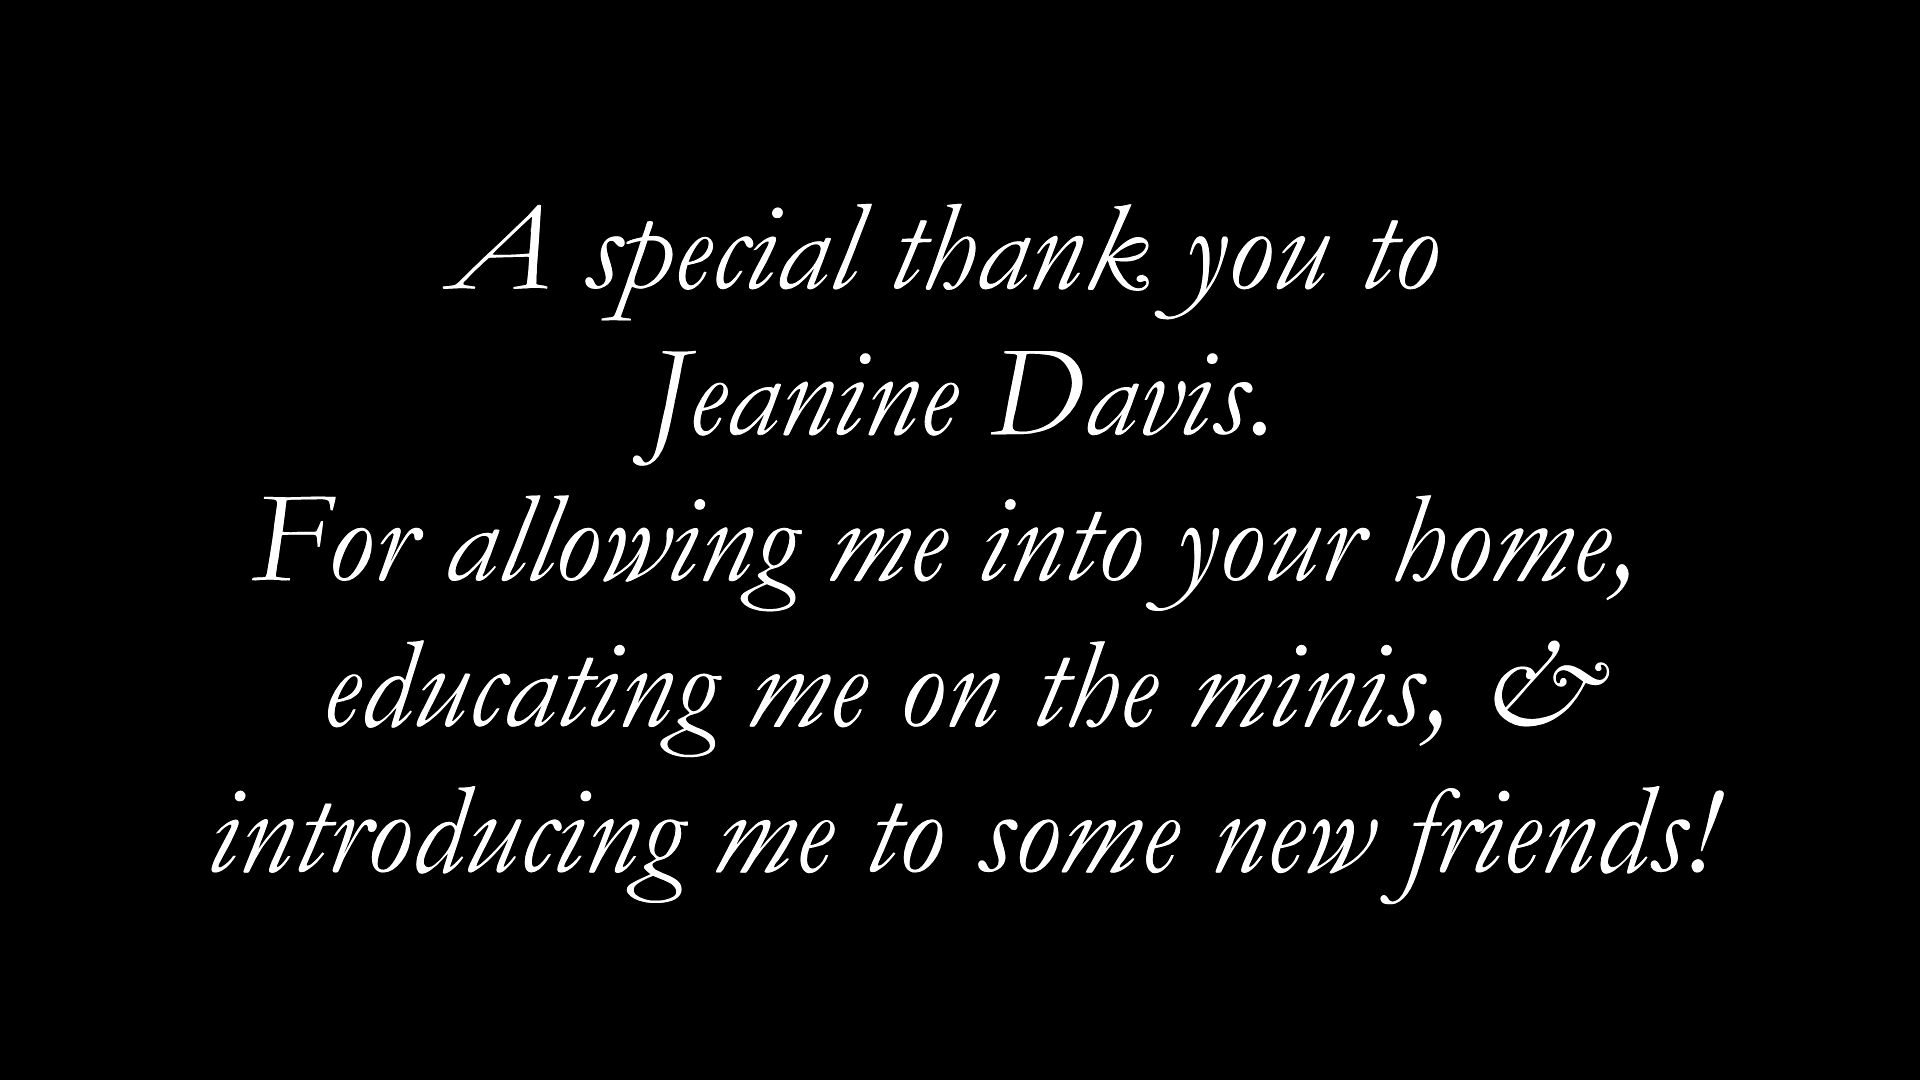 A special thank you to
Jeanine Davis.
For allowing me into your home,
educating me on the minis, &
introducing me to some new friends!